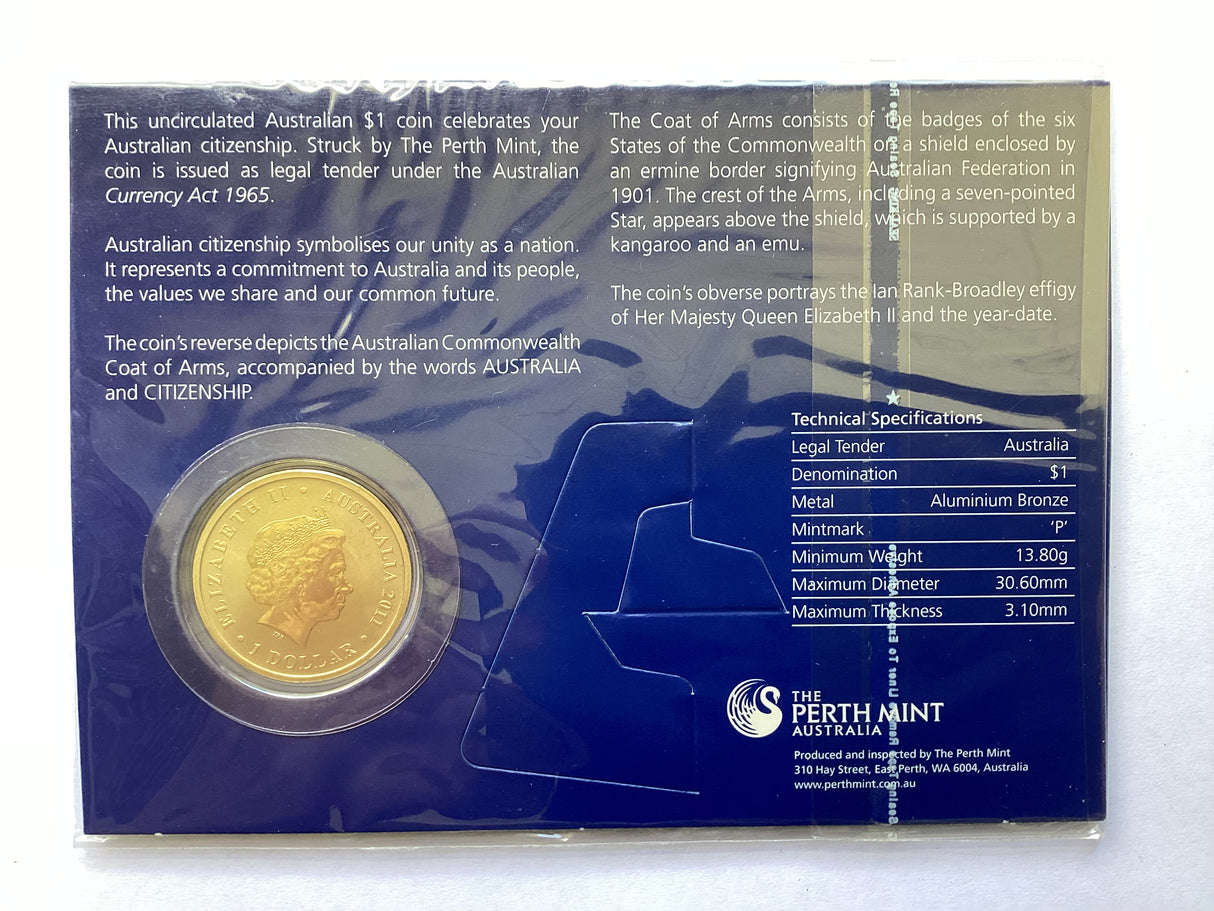 This uncirculated Australian $1 coin celebrates your
Australian citizenship. Struck by The Perth Mint, the
coin is issued as legal tender under the Australian
Currency Act 1965.
Australian citizenship symbolises our unity as a nation.
It represents a commitment to Australia and its people,
the values we share and our common future.
The coin's reverse depicts the Australian Commonwealth
Coat of Arms, accompanied by the words AUSTRALIA
and CITIZENSHIP.
The Coat of Arms consists of the badges of the six
States of the Commonwealth on a shield enclosed by
an ermine border signifying Australian Federation in
1901. The crest of the Arms, including a seven-pointed
Star, appears above the shield, which is supported by a
kangaroo and an emu.
The coin's obverse portrays the Ian Rank-Broadley effigy
of Her Majesty Queen Elizabeth II and the year-date.
ELIZABETH II • AUSTRALIA 2011
• 1 DOLLAR •
Technical Specifications
Legal Tender Australia
Denomination $1
Metal Aluminium Bronze
Mintmark 'P'
Minimum Weight 13.80g
Maximum Diameter 30.60mm
Maximum Thickness 3.10mm
THE
PERTH MINT
AUSTRALIA
Produced and inspected by The Perth Mint
310 Hay Street, East Perth, WA 6004, Australia
www.perthmint.com.au